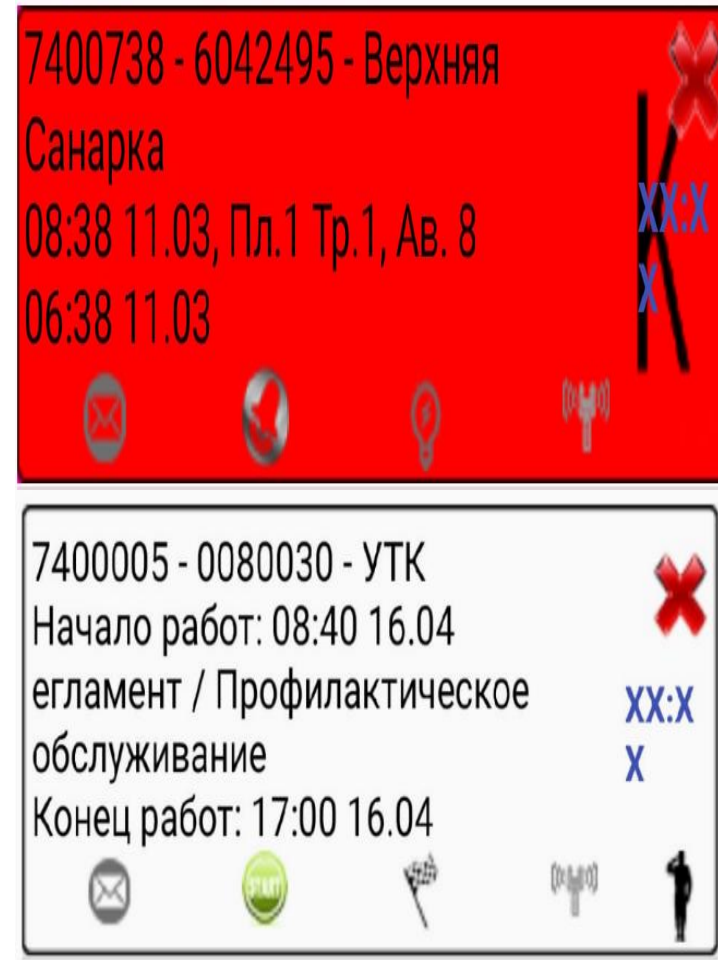 7400738 - 6042495 - Верхняя
Санарка
08:38 11.03, Пл.1 Тр.1, Ав. 8
06:38 11.03
К
XX:X
X
7400005 - 0080030 - УТК
Начало работ: 08:40 16.04
егламент / Профилактическое
обслуживание
Конец работ: 17:00 16.04
XX:X
X
START